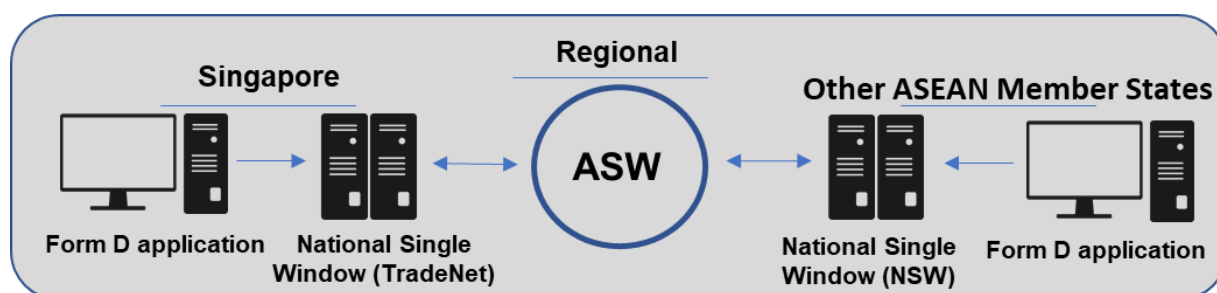 Regional
Singapore
Other ASEAN Member States
ASW
Form D application
National Single
Window (TradeNet)
National Single
Window (NSW)
Form D application